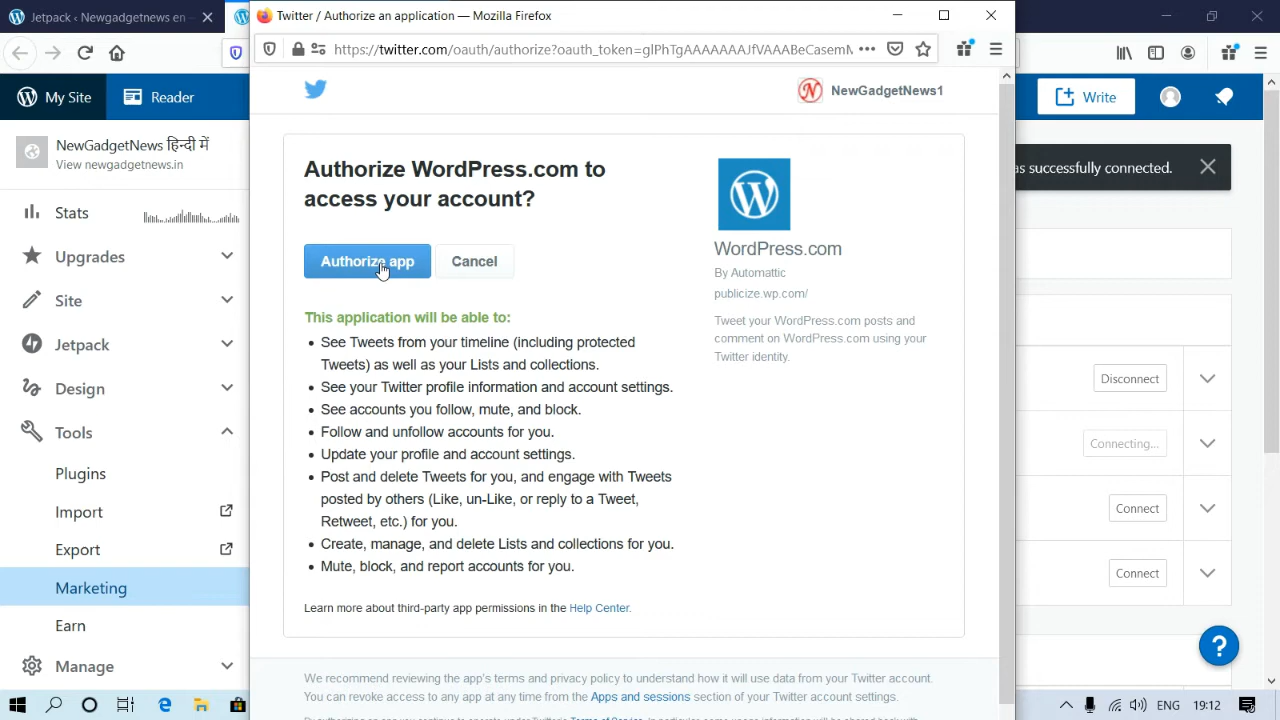 Jetpack ‹ Newgadgetnews en —
Twitter / Authorize an application — Mozilla Firefox
https://twitter.com/oauth/authorize?oauth_token=
My Site
Reader
Write
NewGadgetNews1
NewGadgetNews हिन्दी में
View newgadgetnews.in
as successfully connected.
Authorize WordPress.com to
access your account?
Authorize app
Cancel
WordPress.com
By Automattic
publicize.wp.com/
Tweet your WordPress.com posts and
comment on WordPress.com using your
Twitter identity.
This application will be able to:
• See Tweets from your timeline (including protected
Tweets) as well as your Lists and collections.
• See your Twitter profile information and account settings.
• See accounts you follow, mute, and block.
• Follow and unfollow accounts for you.
• Update your profile and account settings.
• Post and delete Tweets for you, and engage with Tweets
posted by others (Like, un-Like, or reply to a Tweet,
Retweet, etc.) for you.
• Create, manage, and delete Lists and collections for you.
• Mute, block, and report accounts for you.
Learn more about third-party app permissions in the Help Center.
We recommend reviewing the app's terms and privacy policy to understand how it will use data from your Twitter account.
You can revoke access to any app at any time from the Apps and sessions section of your Twitter account settings.
Stats
Upgrades
Site
Jetpack
Design
Tools
Plugins
Import
Export
Marketing
Earn
Manage
Disconnect
Connecting...
Connect
Connect
?
ENG
19:12